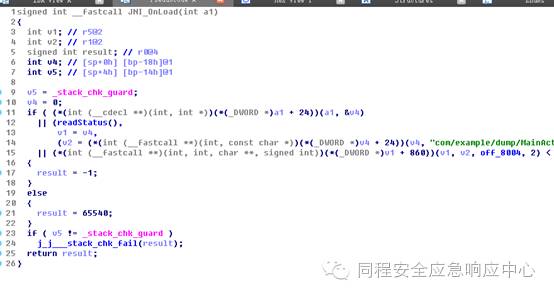 1 signed int __fastcall JNI_OnLoad(int a1)
2 {
3 int v1; // r5@2
4 int v2; // r1@2
5 signed int result; // r0@4
6 int v4; // [sp+0h] [bp-18h]@1
7 int v5; // [sp+4h] [bp-14h]@1
8
9 v5 = _stack_chk_guard;
10 v4 = 0;
11 if ( (*(int (__cdecl **)(int, int *))(*(_DWORD *)a1 + 24))(a1, &v4)
12 || (readStatus(),
13 v1 = v4,
14 (v2 = (*(int (__fastcall **)(int, const char *))(*(_DWORD *)v4 + 24))(v4, "com/example/dump/MainAct
15 || (*(int (__fastcall **)(int, int, char **, signed int))(*(_DWORD *)v1 + 860))(v1, v2, off_8004, 2) <
16 {
17 result = -1;
18 }
19 else
20 {
21 result = 65540;
22 }
23 if ( v5 != _stack_chk_guard )
24 j_j___stack_chk_fail(result);
25 return result;
26 }
同程安全应急响应中心